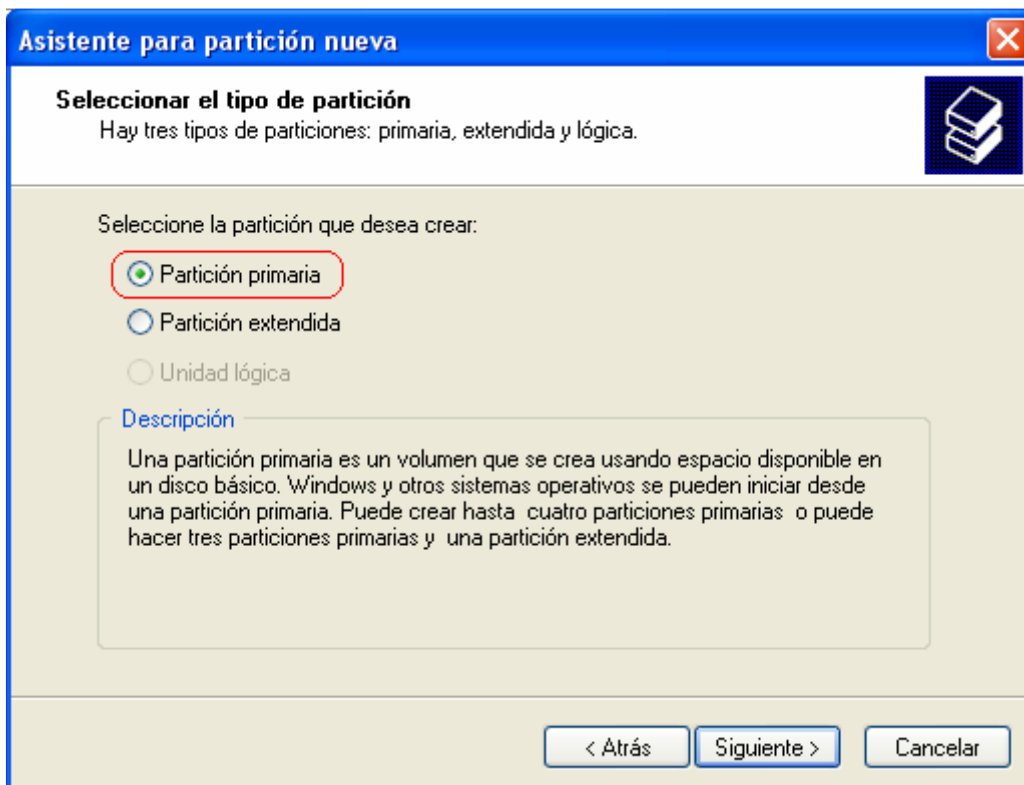 Asistente para partición nueva
Seleccionar el tipo de partición
Hay tres tipos de particiones: primaria, extendida y lógica.
Seleccione la partición que desea crear:
Partición primaria
Partición extendida
Unidad lógica
Descripción
Una partición primaria es un volumen que se crea usando espacio disponible en
un disco básico. Windows y otros sistemas operativos se pueden iniciar desde
una partición primaria. Puede crear hasta cuatro particiones primarias o puede
hacer tres particiones primarias y una partición extendida.
< Atrás
Siguiente >
Cancelar